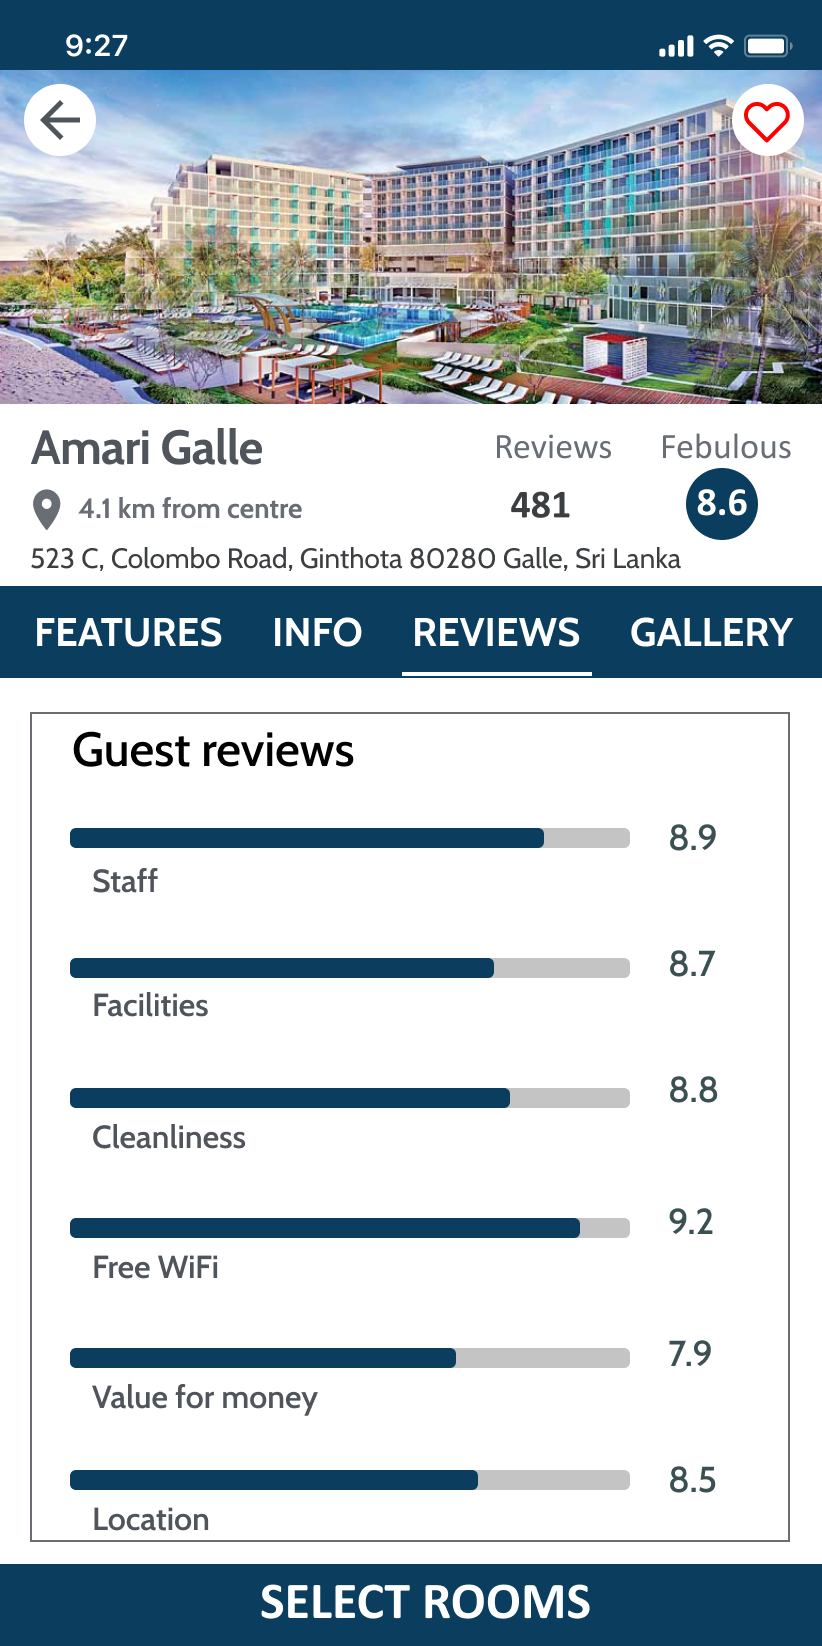 9:27
Amari Galle
Reviews
Febulous
4.1 km from centre
481
8.6
523 C, Colombo Road, Ginthota 80280 Galle, Sri Lanka
FEATURES INFO REVIEWS GALLERY
Guest reviews
8.9
Staff
8.7
Facilities
8.8
Cleanliness
9.2
Free WiFi
7.9
Value for money
8.5
Location
SELECT ROOMS